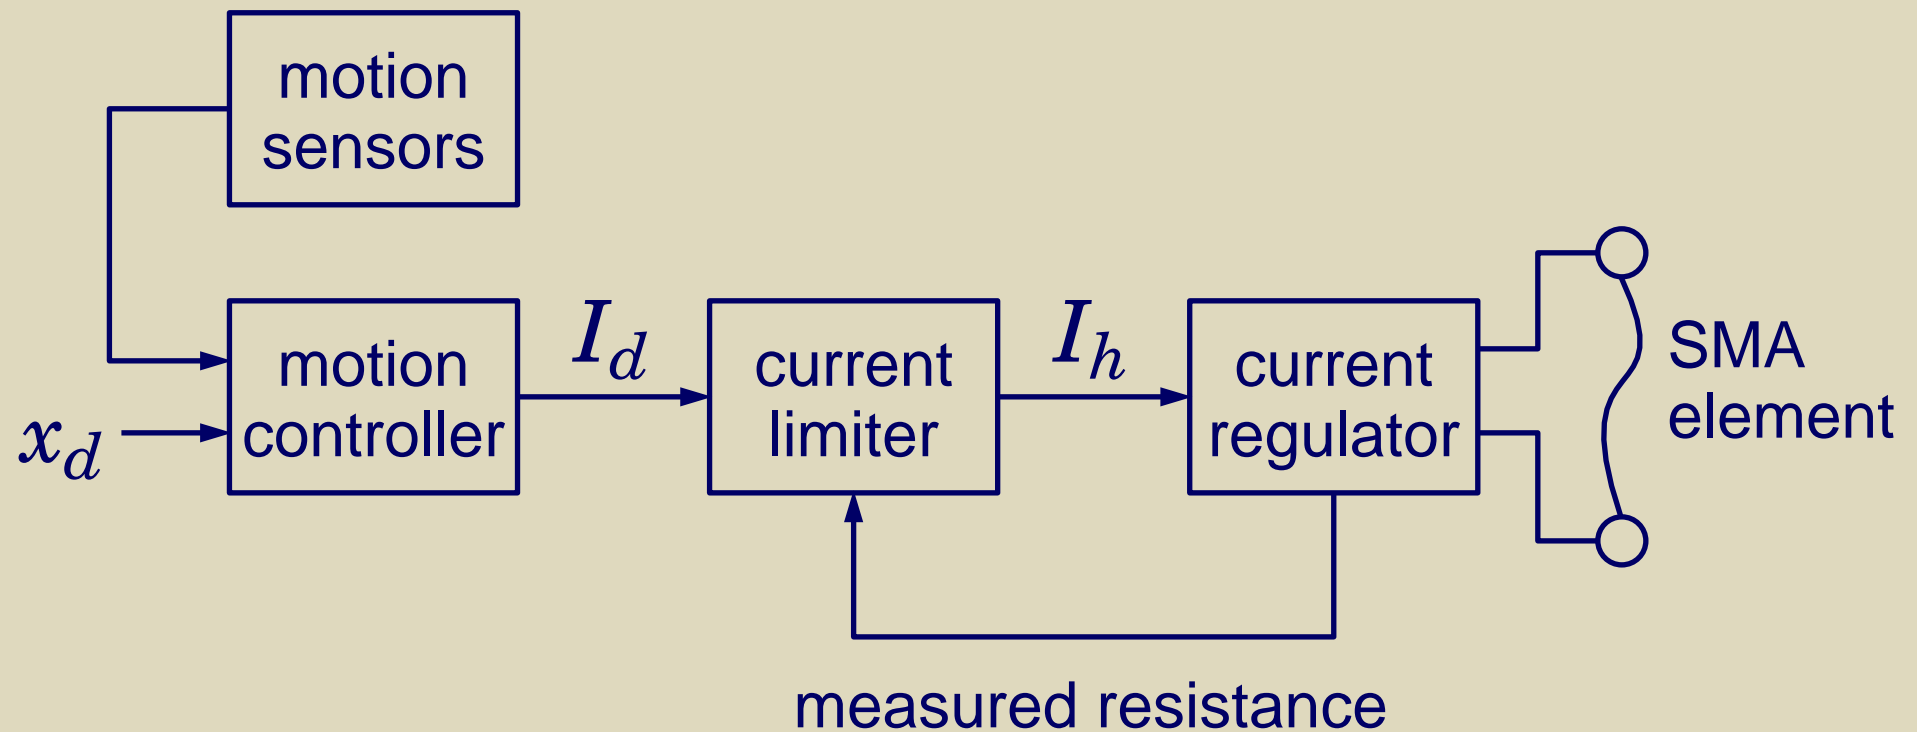 motion
sensors
motion
controller
x_d
I_d
current
limiter
I_h
current
regulator
SMA
element
measured resistance